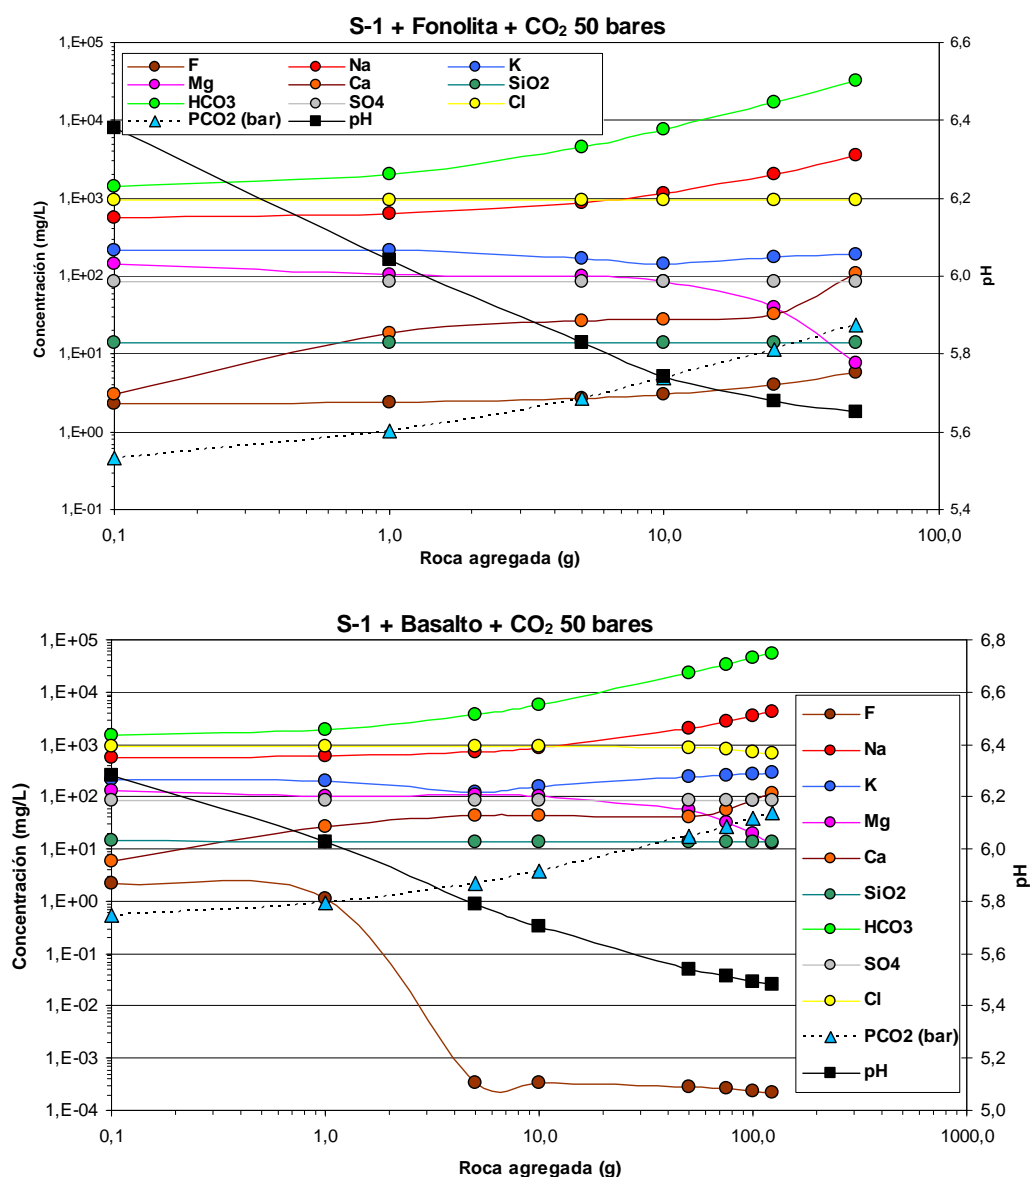 S-1 + Fonolita + CO₂ 50 bares
1,E+05
1,E+04
1,E+03
1,E+02
1,E+01
1,E+00
1,E-01
Concentración (mg/L)
F Na K
Mg Ca SiO2
HCO3 SO4 Cl
PCO2 (bar) pH
6,6
6,4
6,2
6,0
5,8
5,6
5,4
pH
0,1 1,0 10,0 100,0
Roca agregada (g)
S-1 + Basalto + CO₂ 50 bares
1,E+05
1,E+04
1,E+03
1,E+02
1,E+01
1,E+00
1,E-01
1,E-02
1,E-03
1,E-04
Concentración (mg/L)
F
Na
K
Mg
Ca
SiO2
HCO3
SO4
Cl
PCO2 (bar)
pH
6,8
6,6
6,4
6,2
6,0
5,8
5,6
5,4
5,2
5,0
pH
0,1 1,0 10,0 100,0 1000,0
Roca agregada (g)